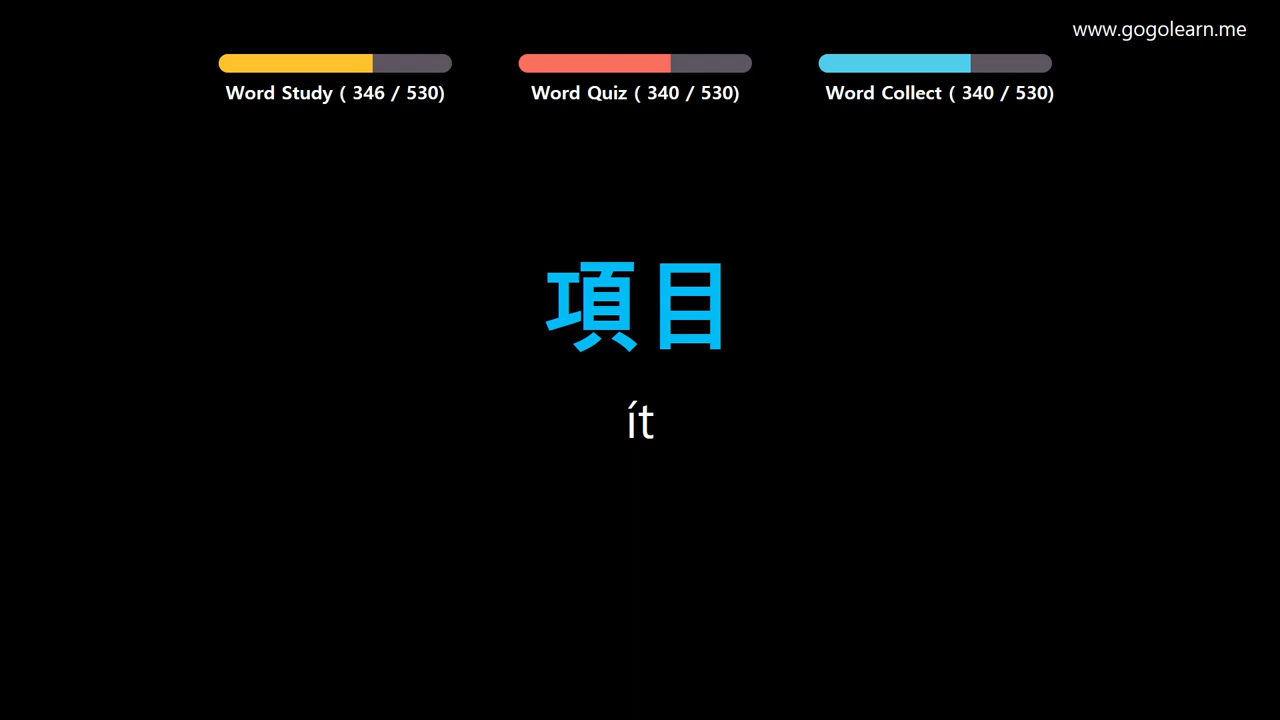 www.gogolearn.me
Word Study ( 346 / 530)
Word Quiz ( 340 / 530)
Word Collect ( 340 / 530)
項目
ít